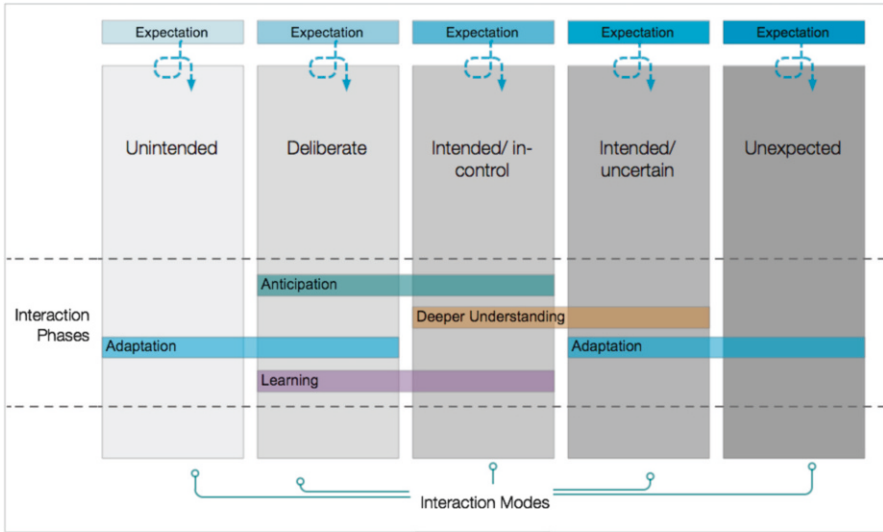 Expectation
Expectation
Expectation
Expectation
Expectation
Unintended
Deliberate
Intended/ in-
control
Intended/
uncertain
Unexpected
Interaction
Phases
Anticipation
Deeper Understanding
Adaptation
Adaptation
Learning
Interaction Modes